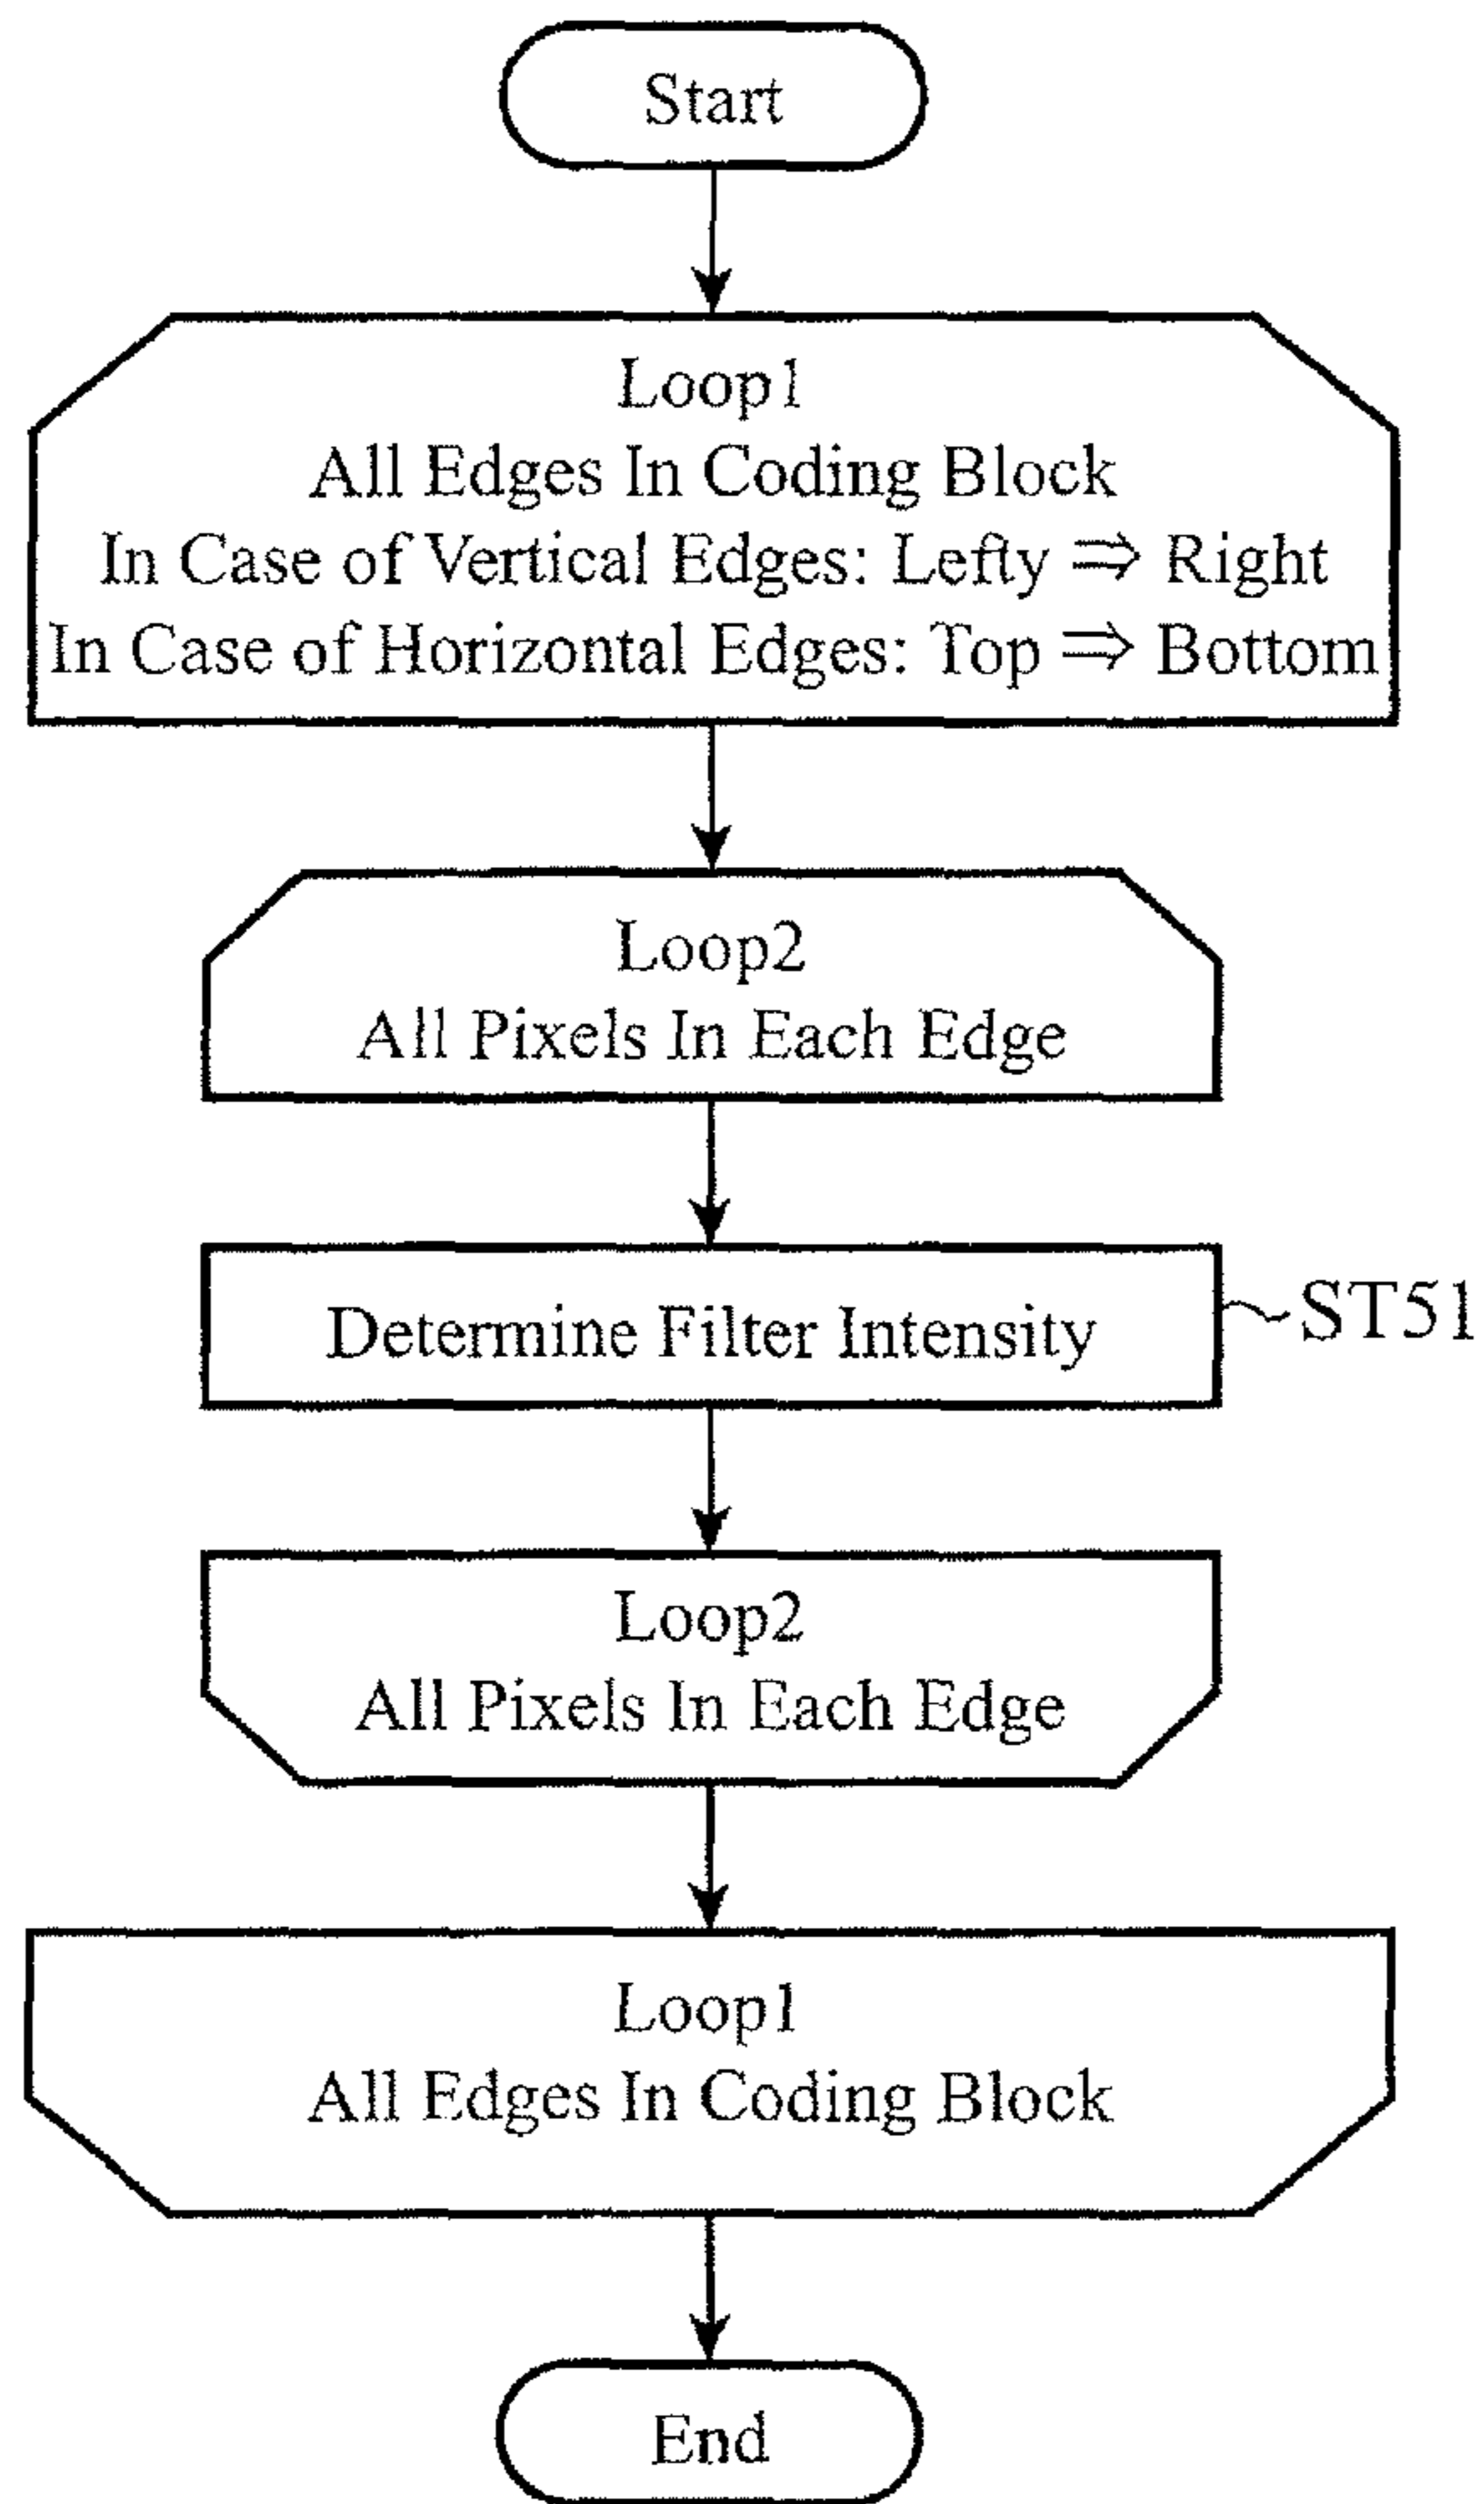 Start
Loop1
All Edges In Coding Block
In Case of Vertical Edges: Lefty ⇒ Right
In Case of Horizontal Edges: Top ⇒ Bottom
Loop2
All Pixels In Each Edge
Determine Filter Intensity
ST51
Loop2
All Pixels In Each Edge
Loop1
All Edges In Coding Block
End